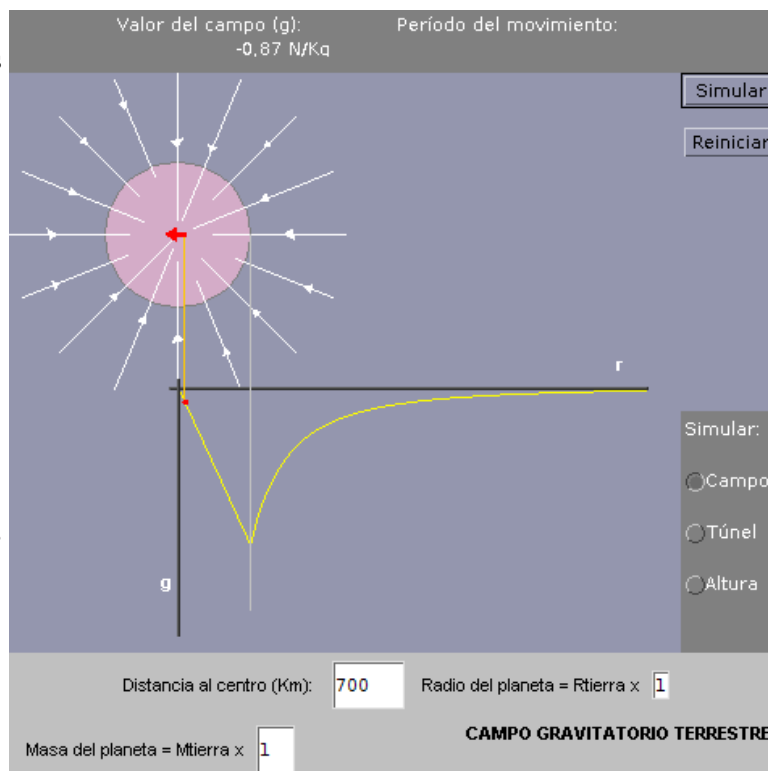 Valor del campo (g): Período del movimiento:
-0,87 N/Kg
Simular
Reiniciar
r
g
Simular:
Campo
Túnel
Altura
Distancia al centro (Km): 700 Radio del planeta = Rtierra x 1
Masa del planeta = Mtierra x 1
CAMPO GRAVITATORIO TERRESTRE